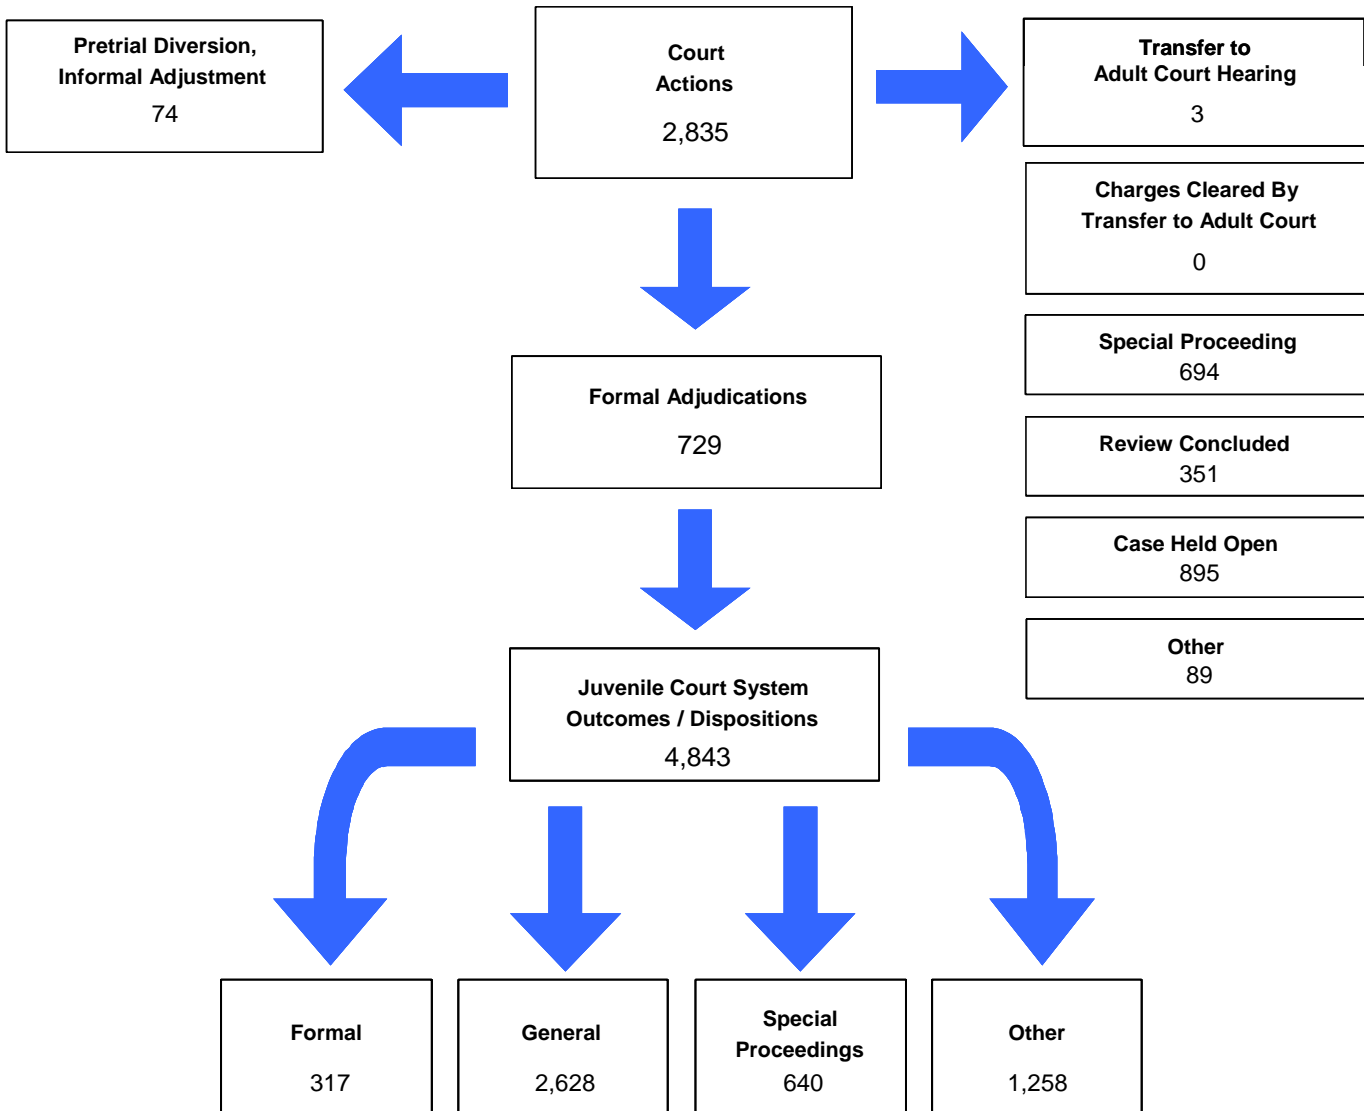 Pretrial Diversion,
Informal Adjustment
74
Court
Actions
2,835
Transfer to
Adult Court Hearing
3
Charges Cleared By
Transfer to Adult Court
0
Special Proceeding
694
Review Concluded
351
Case Held Open
895
Other
89
Formal Adjudications
729
Juvenile Court System
Outcomes / Dispositions
4,843
Formal
317
General
2,628
Special
Proceedings
640
Other
1,258